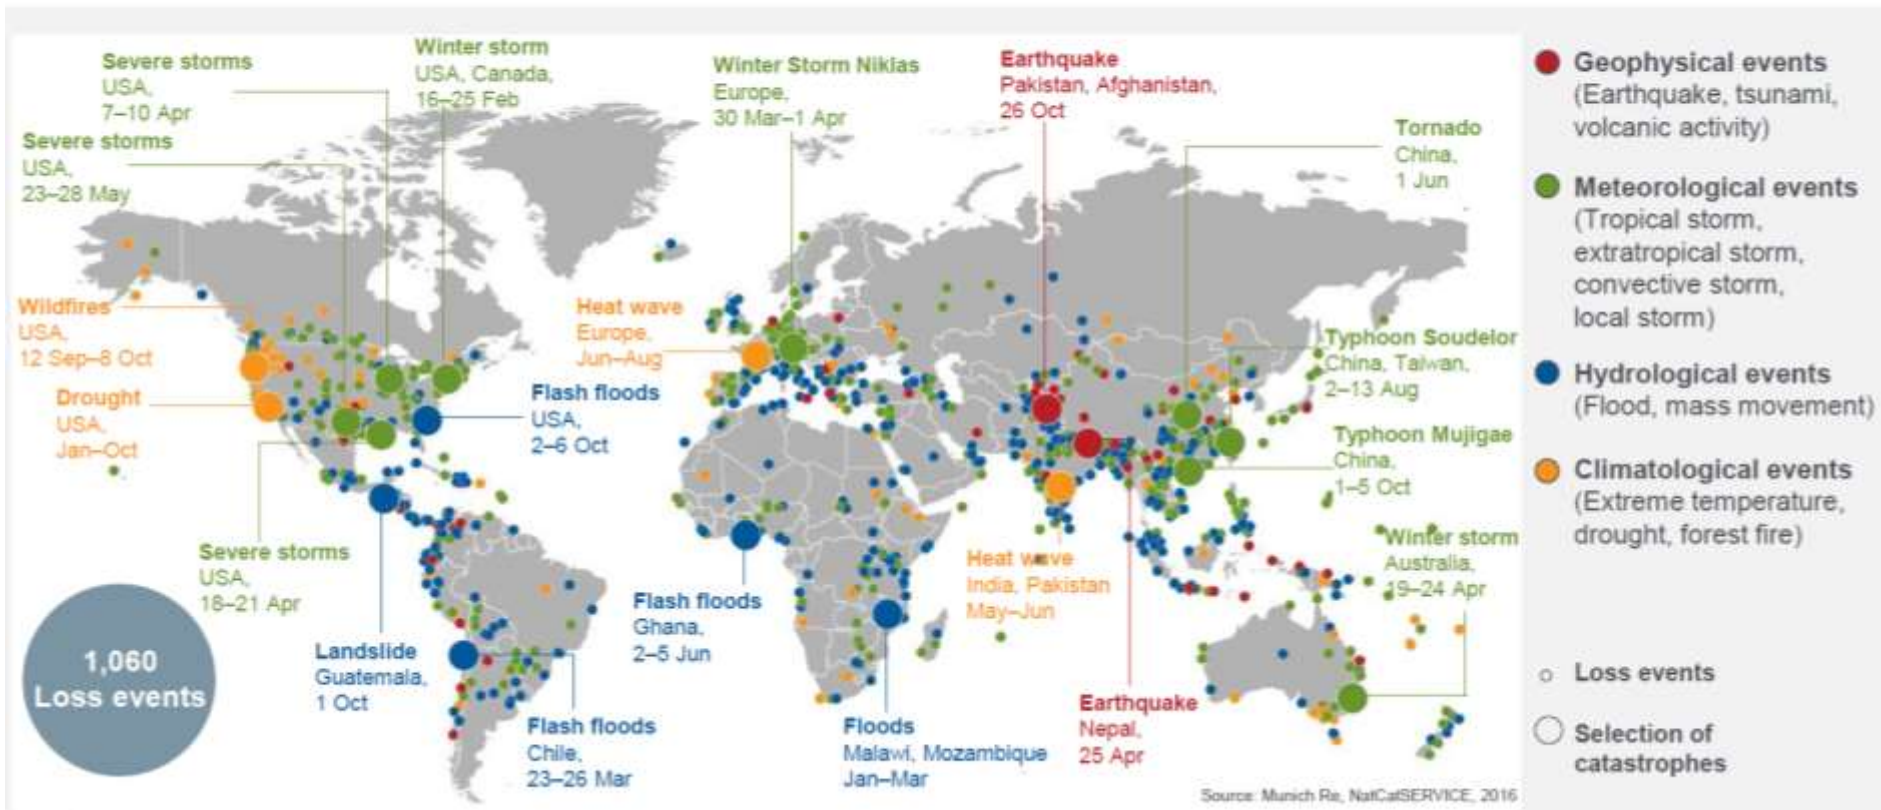 Severe storms
USA,
7–10 Apr
Winter storm
USA, Canada,
16–25 Feb
Winter Storm Niklas
Europe,
30 Mar–1 Apr
Earthquake
Pakistan, Afghanistan,
26 Oct
Tornado
China,
1 Jun
Severe storms
USA,
23–28 May
Wildfires
USA,
12 Sep–8 Oct
Heat wave
Europe,
Jun–Aug
Typhoon Soudelor
China, Taiwan,
2–13 Aug
Drought
USA,
Jan–Oct
Flash floods
USA,
2–6 Oct
Typhoon Mujigae
China,
1–5 Oct
Severe storms
USA,
18–21 Apr
Heat wave
India, Pakistan
May–Jun
Winter storm
Australia,
19–24 Apr
Flash floods
Ghana,
2–5 Jun
Landslide
Guatemala,
1 Oct
Flash floods
Chile,
23–26 Mar
Floods
Malawi, Mozambique
Jan–Mar
Earthquake
Nepal,
25 Apr
1,060
Loss events
Source: Munich Re, NatCatSERVICE, 2016
Geophysical events
(Earthquake, tsunami,
volcanic activity)
Meteorological events
(Tropical storm,
extratropical storm,
convective storm,
local storm)
Hydrological events
(Flood, mass movement)
Climatological events
(Extreme temperature,
drought, forest fire)
Loss events
Selection of
catastrophes